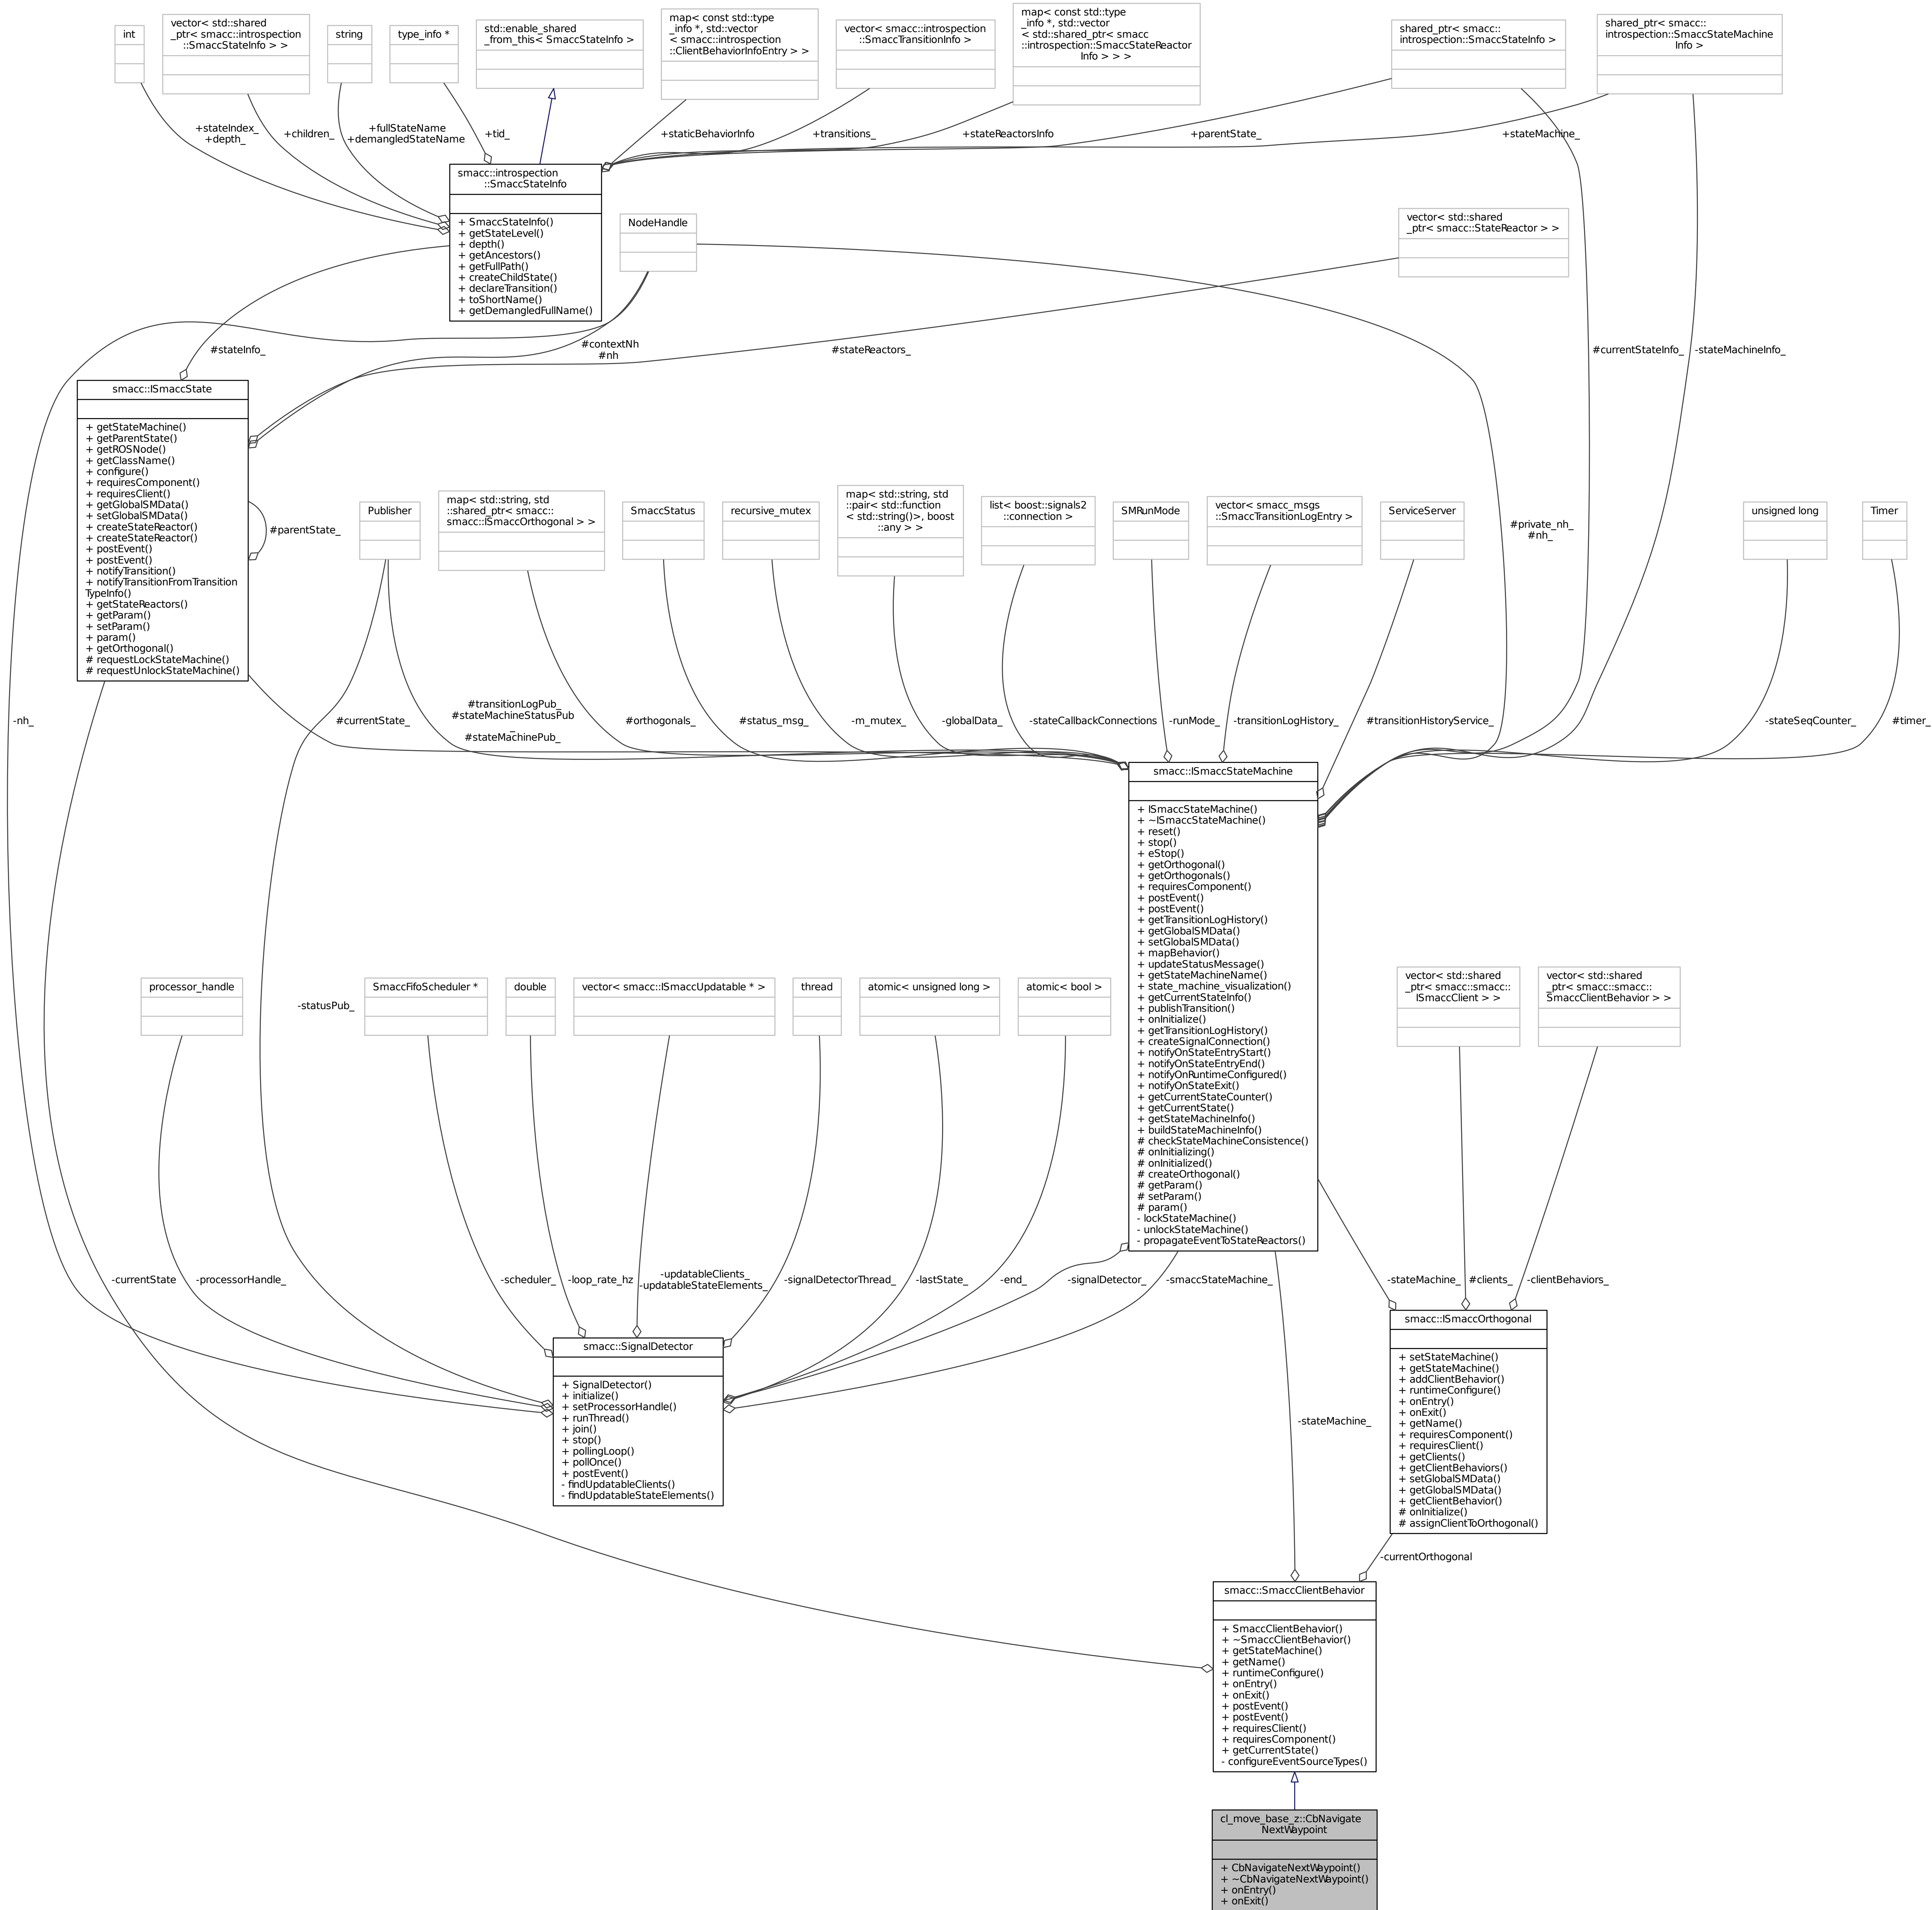 int
vector< std::shared
_ptr< smacc::introspection
::SmaccStateInfo > >
string
type_info *
std::enable_shared
_from_this< SmaccStateInfo >
map< const std::type
_info *, std::vector
< smacc::introspection
::ClientBehaviorInfoEntry > >
vector< smacc::introspection
::SmaccTransitionInfo >
map< const std::type
_info *, std::vector
< std::shared_ptr< smacc
::introspection::SmaccStateReactor
Info > > >
shared_ptr< smacc::
introspection::SmaccStateInfo >
shared_ptr< smacc::
introspection::SmaccStateMachine
Info >
+stateIndex_
+depth_
+children_
+fullStateName
+demangledStateName
+tid_
+staticBehaviorInfo
+transitions_
+stateReactorsInfo
+parentState_
+stateMachine_
smacc::introspection
::SmaccStateInfo
+ SmaccStateInfo()
+ getStateLevel()
+ depth()
+ getAncestors()
+ getFullPath()
+ createChildState()
+ declareTransition()
+ toShortName()
+ getDemangledFullName()
NodeHandle
vector< std::shared
_ptr< smacc::StateReactor > >
#stateInfo_
#contextNh
#nh
#stateReactors_
#currentStateInfo_
-stateMachineInfo_
smacc::ISmaccState
+ getStateMachine()
+ getParentState()
+ getROSNode()
+ getClassName()
+ configure()
+ requiresComponent()
+ requiresClient()
+ getGlobalSMData()
+ setGlobalSMData()
+ createStateReactor()
+ createStateReactor()
+ postEvent()
+ postEvent()
+ notifyTransition()
+ notifyTransitionFromTransition
TypeInfo()
+ getStateReactors()
+ getParam()
+ setParam()
+ param()
+ getOrthogonal()
# requestLockStateMachine()
# requestUnlockStateMachine()
#parentState_
Publisher
map< std::string, std
::shared_ptr< smacc::
smacc::ISmaccOrthogonal > >
SmaccStatus
recursive_mutex
map< std::string, std
::pair< std::function
< std::string()>, boost
::any > >
list< boost::signals2
::connection >
SMRunMode
vector< smacc_msgs
::SmaccTransitionLogEntry >
ServiceServer
#private_nh_
#nh_
unsigned long
Timer
-nh_
#currentState_
#transitionLogPub_
#stateMachineStatusPub
_
#stateMachinePub_
#orthogonals_
#status_msg_
-m_mutex_
-globalData_
-stateCallbackConnections
-runMode_
-transitionLogHistory_
#transitionHistoryService_
-stateSeqCounter_
#timer_
smacc::ISmaccStateMachine
+ ISmaccStateMachine()
+ ~ISmaccStateMachine()
+ reset()
+ stop()
+ eStop()
+ getOrthogonal()
+ getOrthogonals()
+ requiresComponent()
+ postEvent()
+ postEvent()
+ getTransitionLogHistory()
+ getGlobalSMData()
+ setGlobalSMData()
+ mapBehavior()
+ updateStatusMessage()
+ getStateMachineName()
+ state_machine_visualization()
+ getCurrentStateInfo()
+ publishTransition()
+ onInitialize()
+ getTransitionLogHistory()
+ createSignalConnection()
+ notifyOnStateEntryStart()
+ notifyOnStateEntryEnd()
+ notifyOnRuntimeConfigured()
+ notifyOnStateExit()
+ getCurrentStateCounter()
+ getCurrentState()
+ getStateMachineInfo()
+ buildStateMachineInfo()
# checkStateMachineConsistence()
# onInitializing()
# onInitialized()
# createOrthogonal()
# getParam()
# setParam()
# param()
- lockStateMachine()
- unlockStateMachine()
- propagateEventToStateReactors()
processor_handle
-statusPub_
SmaccFifoScheduler *
double
vector< smacc::ISmaccUpdatable * >
thread
atomic< unsigned long >
atomic< bool >
vector< std::shared
_ptr< smacc::smacc::
ISmaccClient > >
vector< std::shared
_ptr< smacc::smacc::
SmaccClientBehavior > >
-currentState
-processorHandle_
-scheduler_
-loop_rate_hz
-updatableClients_
-updatableStateElements_
-signalDetectorThread_
-lastState_
-end_
-signalDetector_
-smaccStateMachine_
-stateMachine_
#clients_
-clientBehaviors_
smacc::SignalDetector
+ SignalDetector()
+ initialize()
+ setProcessorHandle()
+ runThread()
+ join()
+ stop()
+ pollingLoop()
+ pollOnce()
+ postEvent()
- findUpdatableClients()
- findUpdatableStateElements()
-stateMachine_
smacc::ISmaccOrthogonal
+ setStateMachine()
+ getStateMachine()
+ addClientBehavior()
+ runtimeConfigure()
+ onEntry()
+ onExit()
+ getName()
+ requiresComponent()
+ requiresClient()
+ getClients()
+ getClientBehaviors()
+ setGlobalSMData()
+ getGlobalSMData()
+ getClientBehavior()
# onInitialize()
# assignClientToOrthogonal()
-currentOrthogonal
smacc::SmaccClientBehavior
+ SmaccClientBehavior()
+ ~SmaccClientBehavior()
+ getStateMachine()
+ getName()
+ runtimeConfigure()
+ onEntry()
+ onExit()
+ postEvent()
+ postEvent()
+ requiresClient()
+ requiresComponent()
+ getCurrentState()
- configureEventSourceTypes()
cl_move_base_z::CbNavigate
NextWaypoint
+ CbNavigateNextWaypoint()
+ ~CbNavigateNextWaypoint()
+ onEntry()
+ onExit()